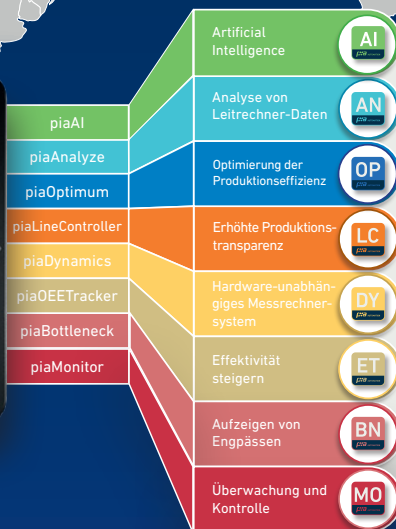 piaAI
piaAnalyze
piaOptimum
piaLineController
piaDynamics
piaOEETracker
piaBottleneck
piaMonitor
Artificial
Intelligence
AI
Analyse von
Leitrechner-Daten
AN
Optimierung der
Produktionseffizienz
OP
Erhöhte Produktions-
transparenz
LC
Hardware-unabhän-
giges Messrechner-
system
DY
Effektivität
steigern
ET
Aufzeigen von
Engpässen
BN
Überwachung und
Kontrolle
MO